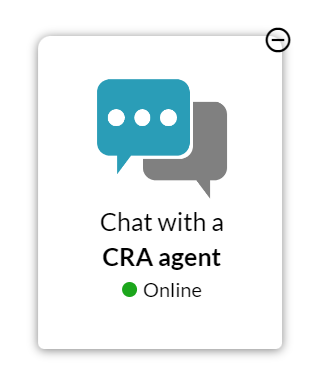 Chat with a
CRA agent
Online